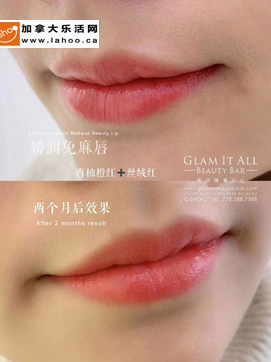 lahoo
加拿大乐活网
www.lahoo.ca
Semi-permanent Makeup Beauty Lip
娇润免麻唇
西柚橙红➕丝绒红
GLAM IT ALL
BEAUTY BAR
两个月后效果
After 2 months result